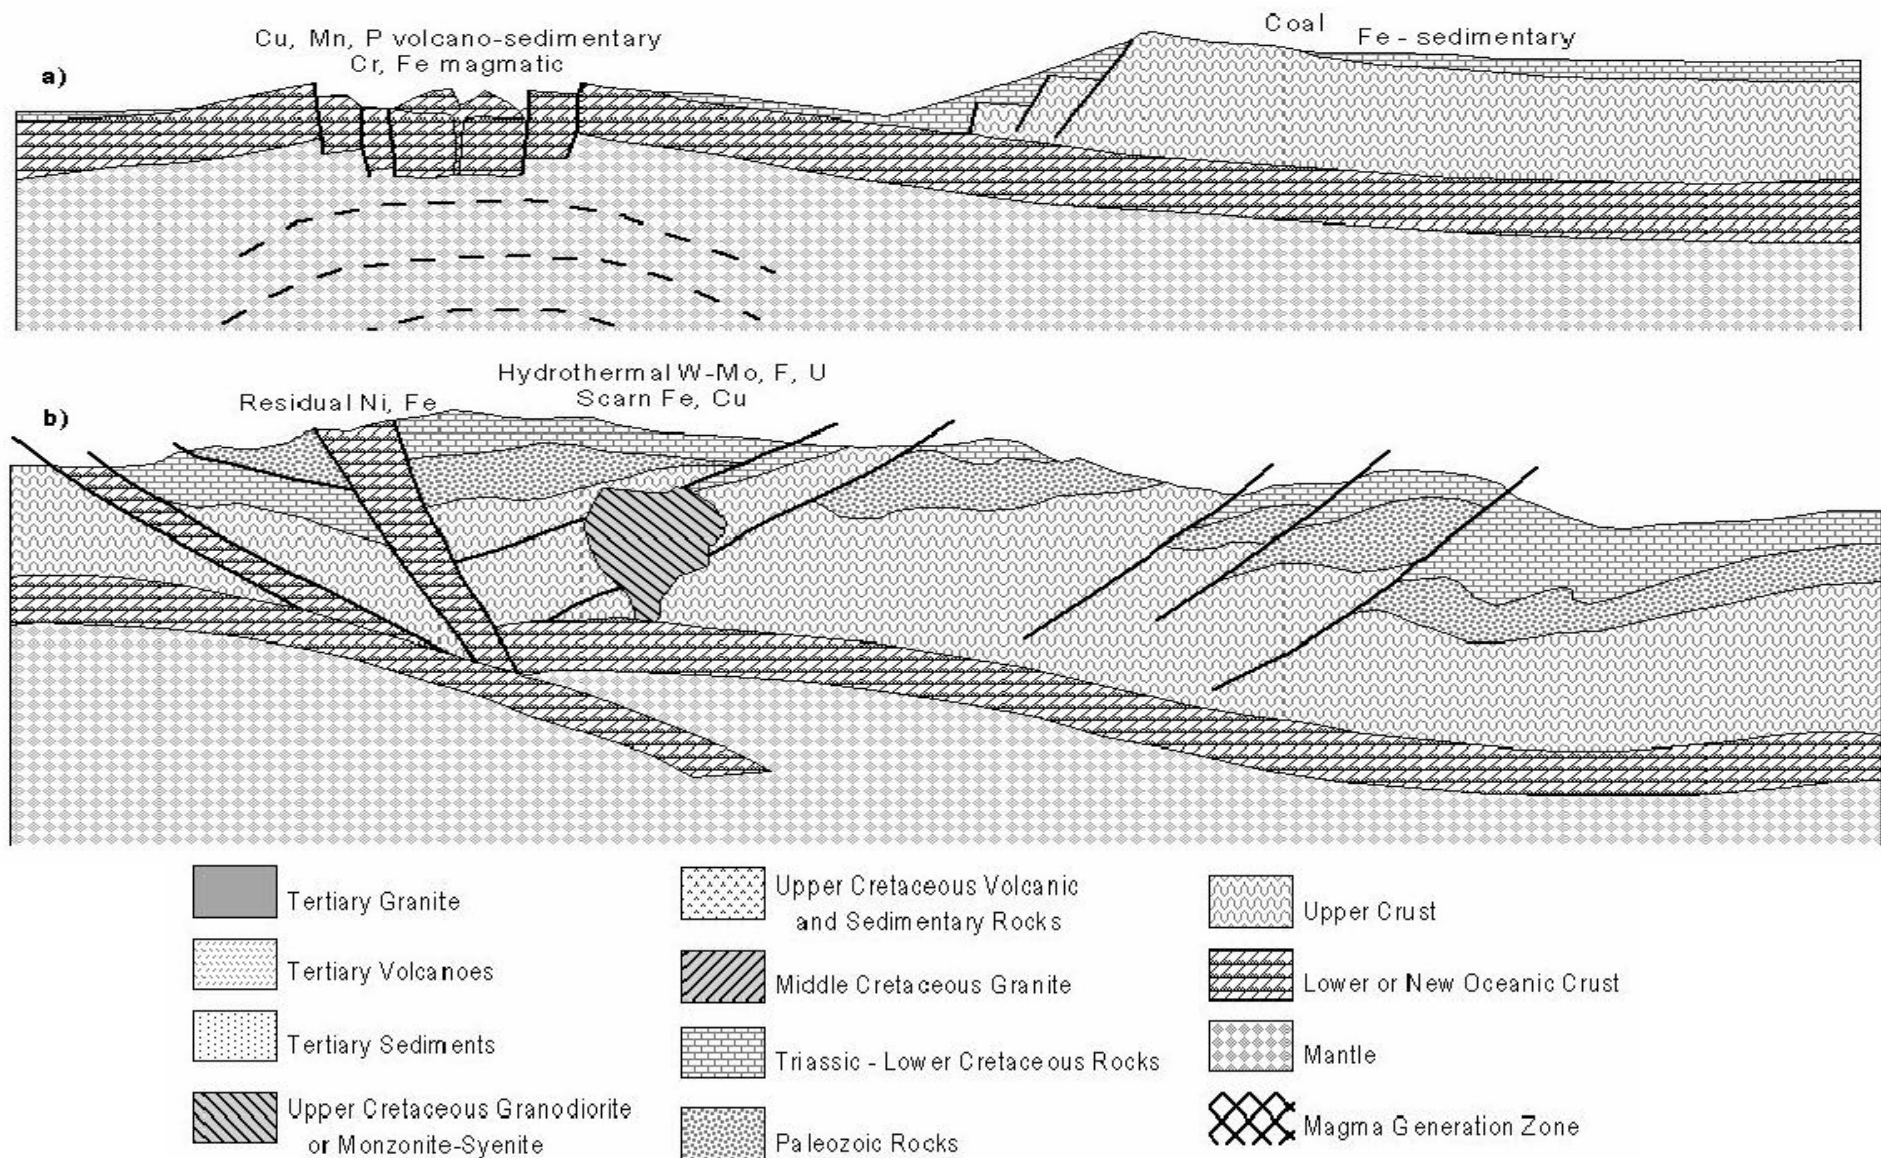 Cu, Mn, P volcano-sedimentary
Cr, Fe magmatic
Coal
Fe - sedimentary
a)
Hydrothermal W-Mo, F, U
Scarn Fe, Cu
Residual Ni, Fe
b)
Tertiary Granite
Tertiary Volcanoes
Tertiary Sediments
Upper Cretaceous Granodiorite
or Monzonite-Syenite
Upper Cretaceous Volcanic
and Sedimentary Rocks
Middle Cretaceous Granite
Triassic - Lower Cretaceous Rocks
Paleozoic Rocks
Upper Crust
Lower or New Oceanic Crust
Mantle
Magma Generation Zone